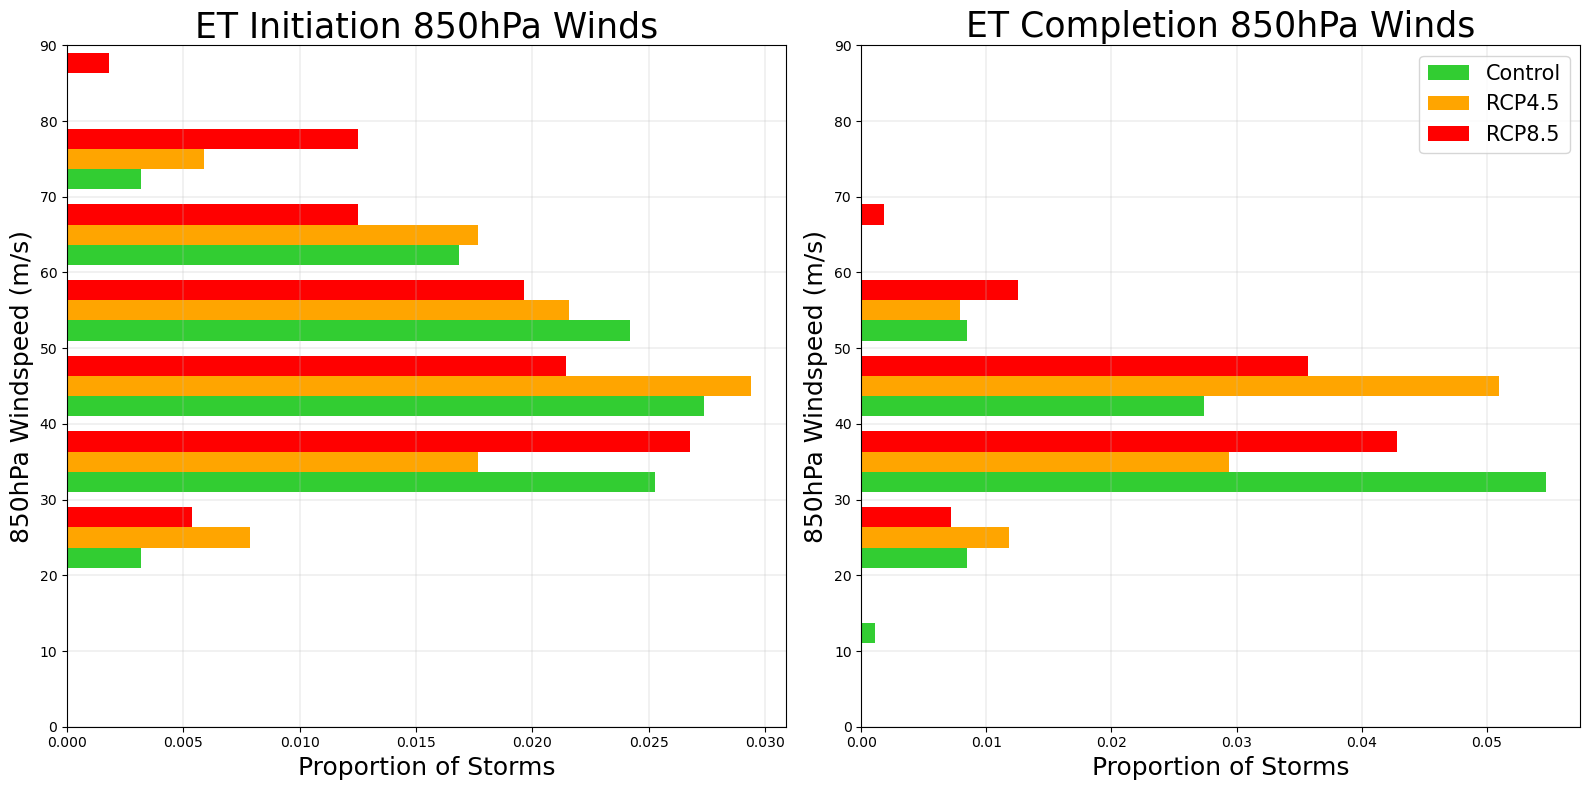 ET Initiation 850hPa Winds
90
80
70
60
50
40
30
20
10
0
850hPa Windspeed (m/s)
0.000 0.005 0.010 0.015 0.020 0.025 0.030
Proportion of Storms
ET Completion 850hPa Winds
Control
RCP4.5
RCP8.5
90
80
70
60
50
40
30
20
10
0
850hPa Windspeed (m/s)
0.00 0.01 0.02 0.03 0.04 0.05
Proportion of Storms